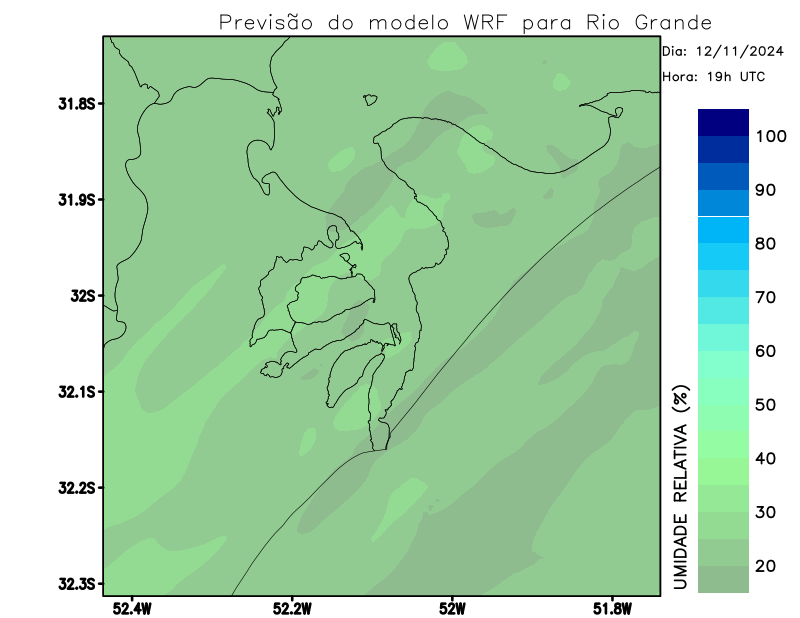 Previsão do modelo WRF para Rio Grande
Dia: 12/11/2024
Hora: 19h UTC
31.8S
31.9S
32S
32.1S
32.2S
32.3S
52.4W
52.2W
52W
51.8W
UMIDADE RELATIVA (%)
100
90
80
70
60
50
40
30
20